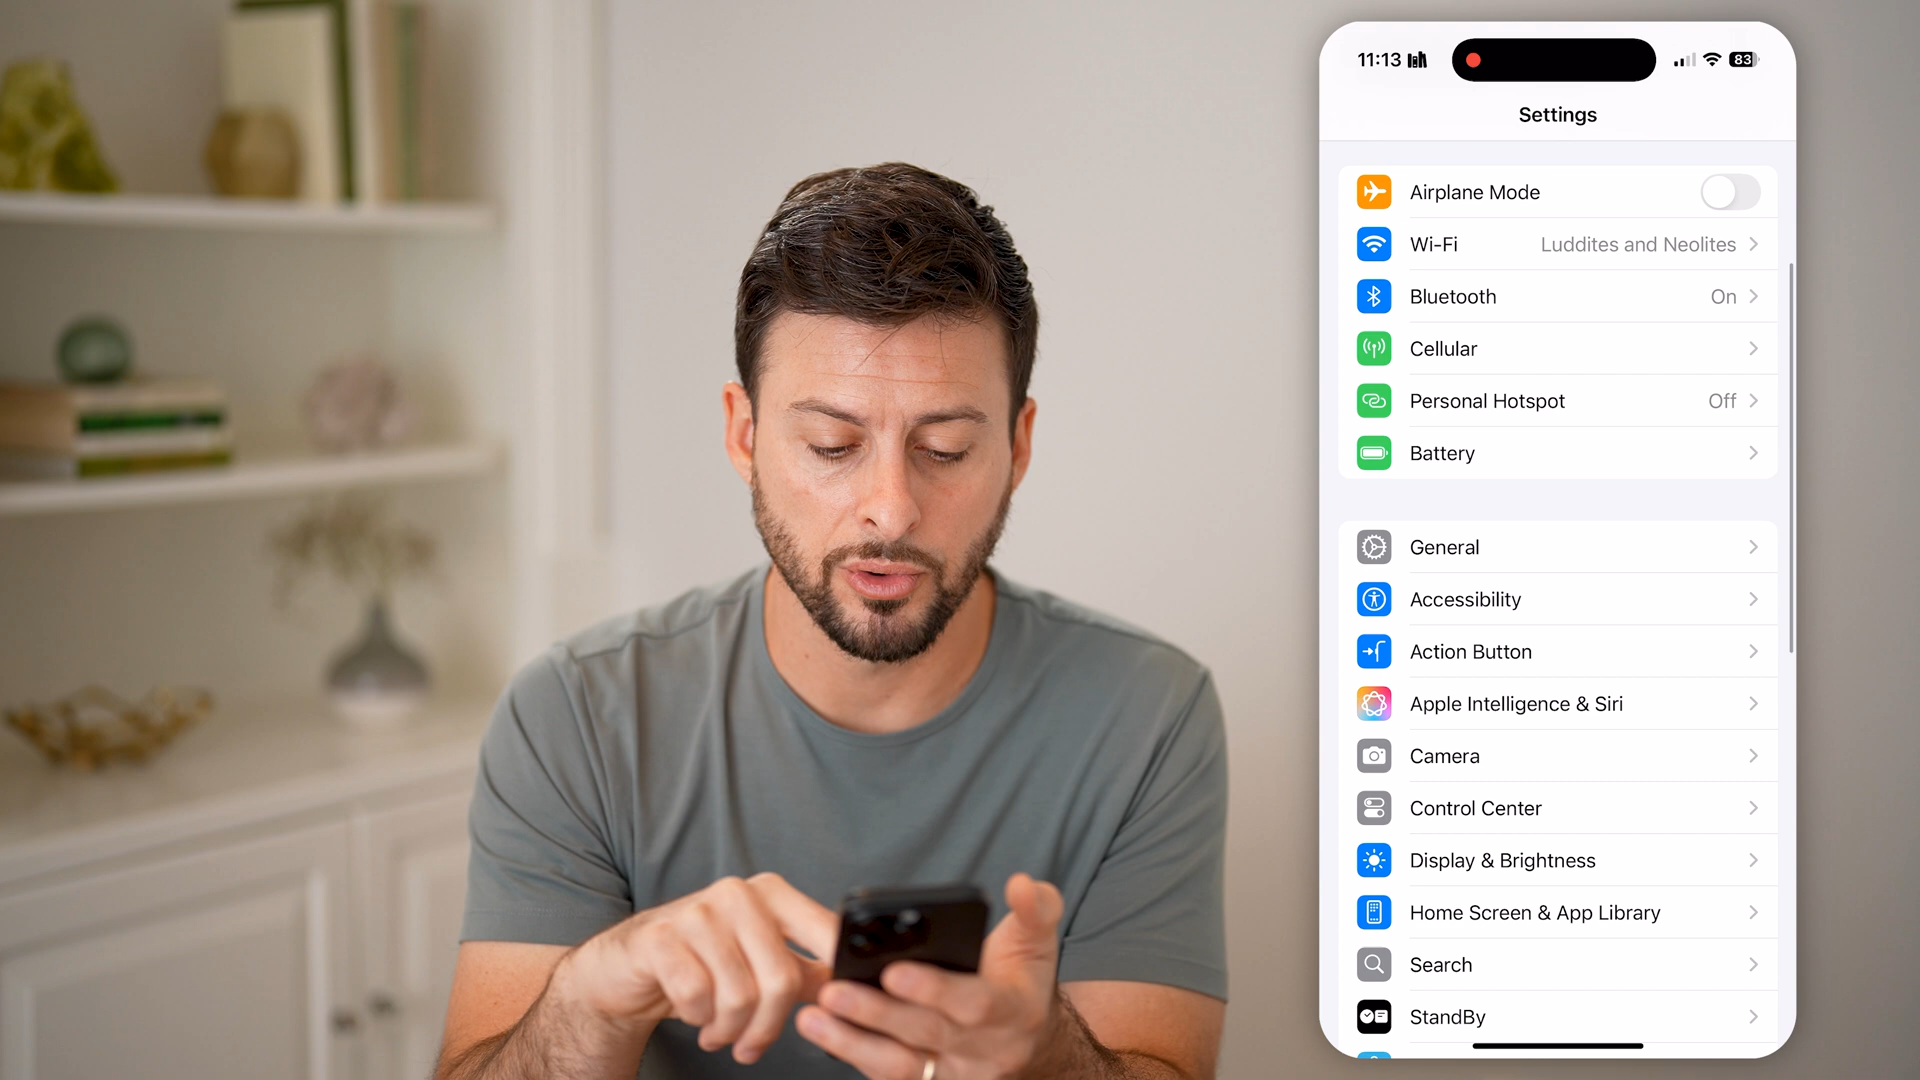 11:13 83
Settings
Airplane Mode
Wi-Fi Luddites and Neolites
Bluetooth On
Cellular
Personal Hotspot Off
Battery
General
Accessibility
Action Button
Apple Intelligence & Siri
Camera
Control Center
Display & Brightness
Home Screen & App Library
Search
StandBy